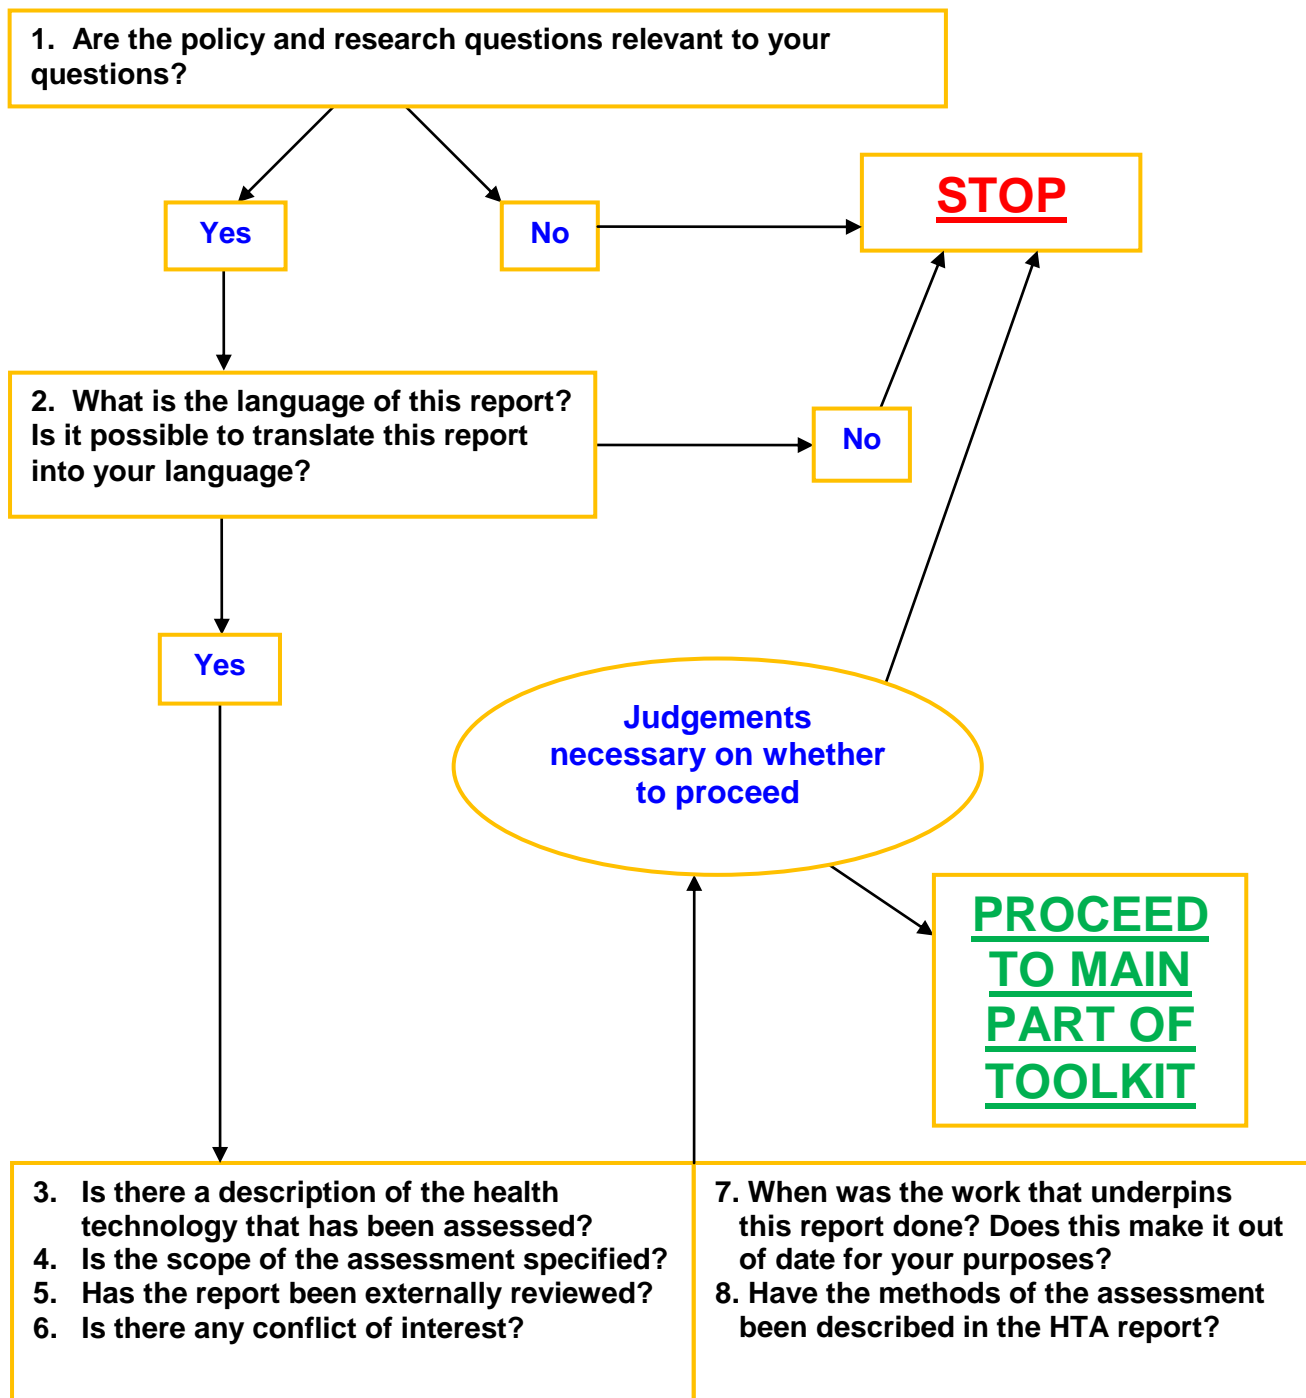 1. Are the policy and research questions relevant to your
questions?
STOP
Yes
No
2. What is the language of this report?
Is it possible to translate this report
into your language?
No
Yes
Judgements
necessary on whether
to proceed
PROCEED
TO MAIN
PART OF
TOOLKIT
3. Is there a description of the health
technology that has been assessed?
4. Is the scope of the assessment specified?
5. Has the report been externally reviewed?
6. Is there any conflict of interest?
7. When was the work that underpins
this report done? Does this make it out
of date for your purposes?
8. Have the methods of the assessment
been described in the HTA report?